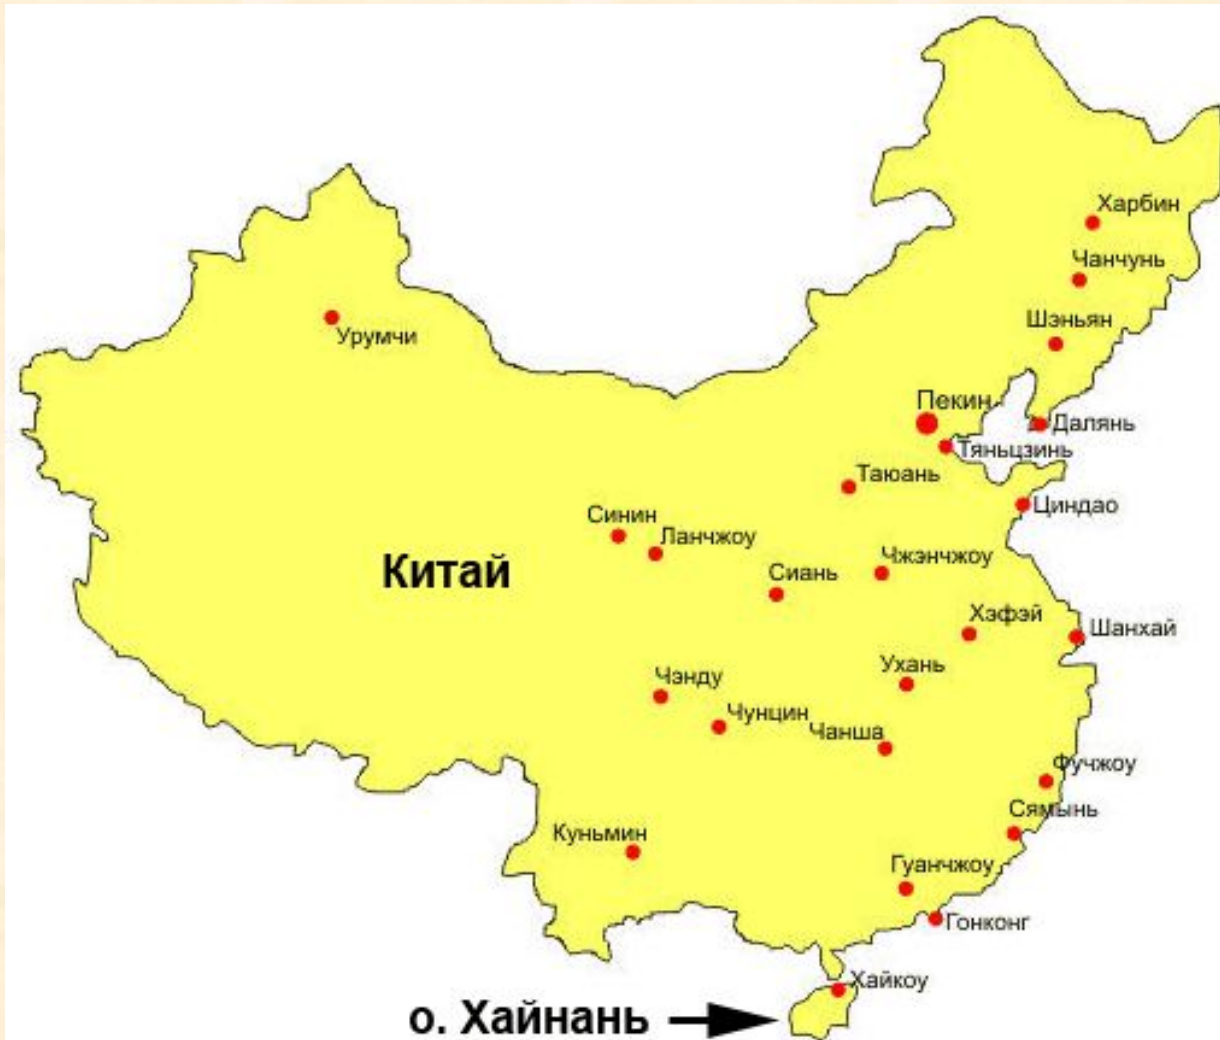 Харбин
Чанчунь
Шэньян
Урумчи
Пекин
Далянь
Тяньцзинь
Таюань
Циндао
Синин
Ланчжоу
Чжэнчжоу
Китай
Сиань
Хэфэй
Шанхай
Ухань
Чэнду
Чунцин
Чанша
Фучжоу
Сямынь
Куньмин
Гуанчжоу
Гонконг
Хайкоу
о. Хайнань